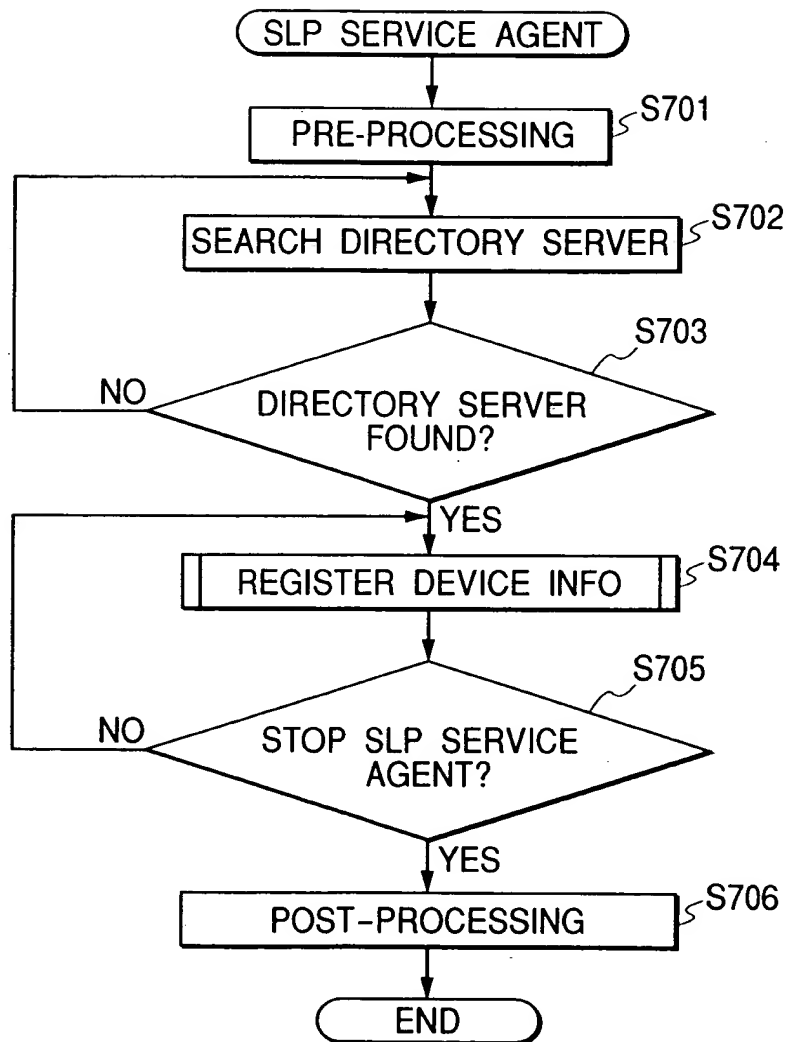 SLP SERVICE AGENT
S701
PRE-PROCESSING
S702
SEARCH DIRECTORY SERVER
S703
NO
DIRECTORY SERVER
FOUND?
YES
S704
REGISTER DEVICE INFO
S705
NO
STOP SLP SERVICE
AGENT?
YES
S706
POST-PROCESSING
END